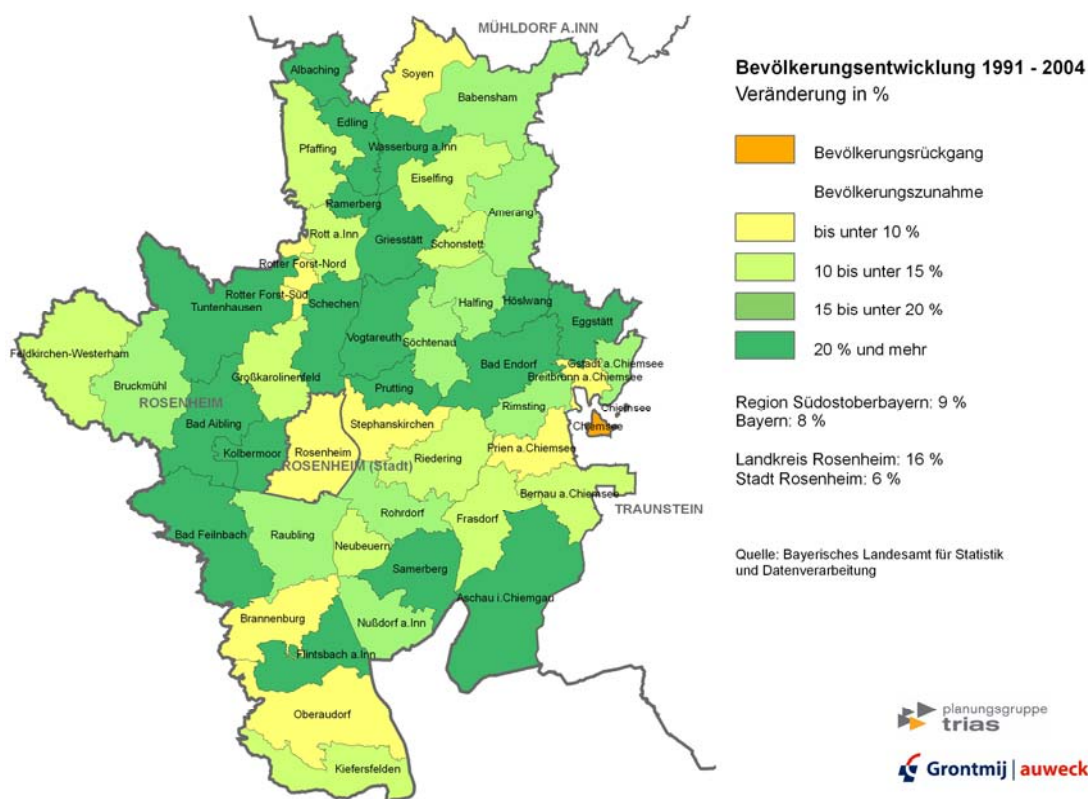 MÜHLDORF A.INN
Albaching
Soyen
Babensham
Edling
Pfaffing
Wasserburg a.Inn
Eiselfing
Ramerberg
Amerang
Rott a.Inn
Griesstätt
Schonstett
Rotter Forst-Nord
Rotter Forst-Süd
Tuntenhausen
Schechen
Halfing
Höslwang
Eggstätt
Vogtareuth
Söchtenau
Bad Endorf
Feldkirchen-Westerham
Bruckmühl
Großkarolinenfeld
Prutting
Gstadt a.Chiemsee
Breitbrunn a.Chiemsee
ROSENHEIM
Rimsting
Chiemsee
Chiemsee
Bad Aibling
Stephanskirchen
Kolbermoor
Rosenheim
ROSENHEIM (Stadt)
Riedering
Prien a.Chiemsee
Bernau a.Chiemsee
TRAUNSTEIN
Bad Feilnbach
Raubling
Rohrdorf
Frasdorf
Neubeuern
Samerberg
Aschau i.Chiemgau
Brannenburg
Nußdorf a.Inn
Flintsbach a.Inn
Oberaudorf
Kiefersfelden
Bevölkerungsentwicklung 1991 - 2004
Veränderung in %
Bevölkerungsrückgang
Bevölkerungszunahme
bis unter 10 %
10 bis unter 15 %
15 bis unter 20 %
20 % und mehr
Region Südostoberbayern: 9 %
Bayern: 8 %
Landkreis Rosenheim: 16 %
Stadt Rosenheim: 6 %
Quelle: Bayerisches Landesamt für Statistik
und Datenverarbeitung
planungsgruppe
trias
Grontmij | auweck